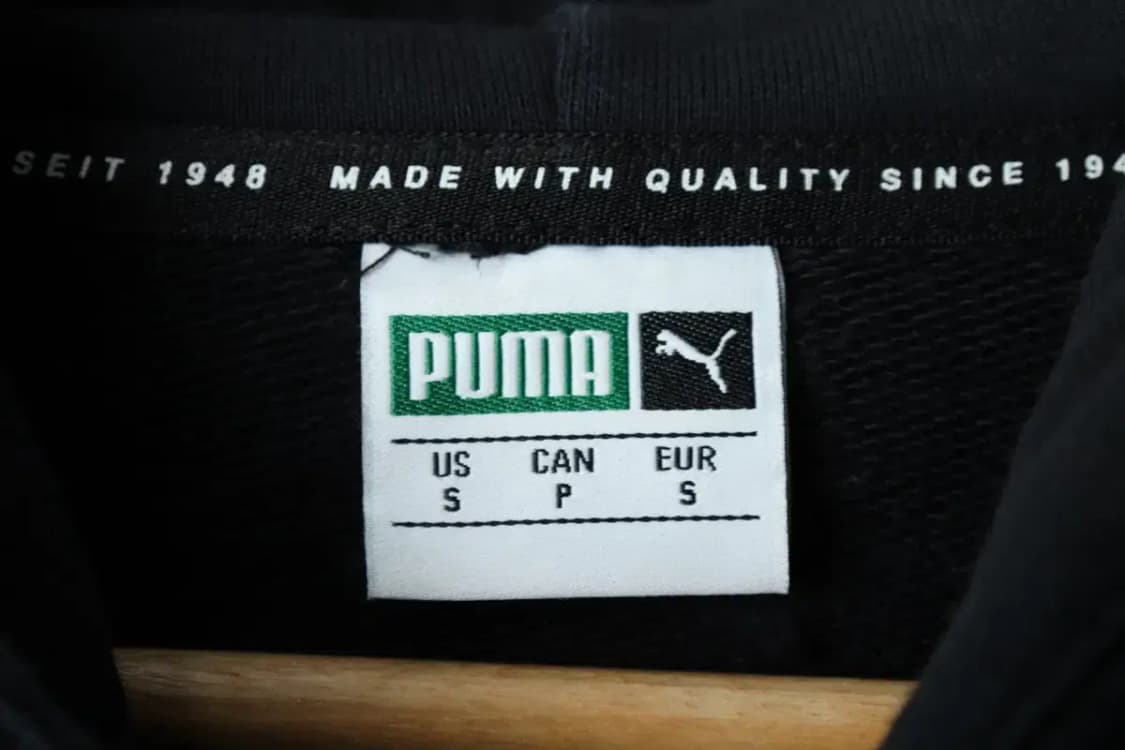 SEIT 1948 MADE WITH QUALITY SINCE 194
PUMA
US CAN EUR
S P S